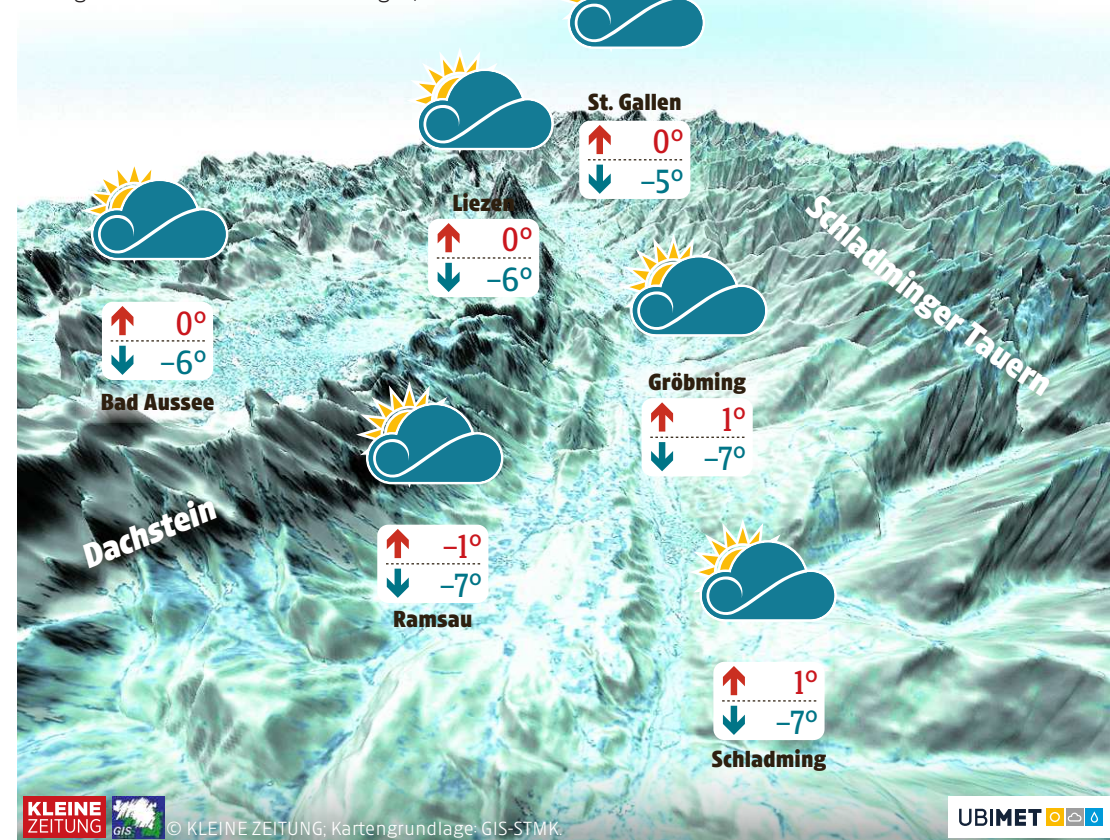 St. Gallen
0°
–5°
Liezen
0°
–6°
Schladminger Tauern
0°
–6°
Bad Aussee
Gröbming
1°
–7°
Dachstein
–1°
–7°
Ramsau
1°
–7°
Schladming
KLEINE
ZEITUNG
GIS
© KLEINE ZEITUNG; Kartengrundlage: GIS-STMK.
UBIMET